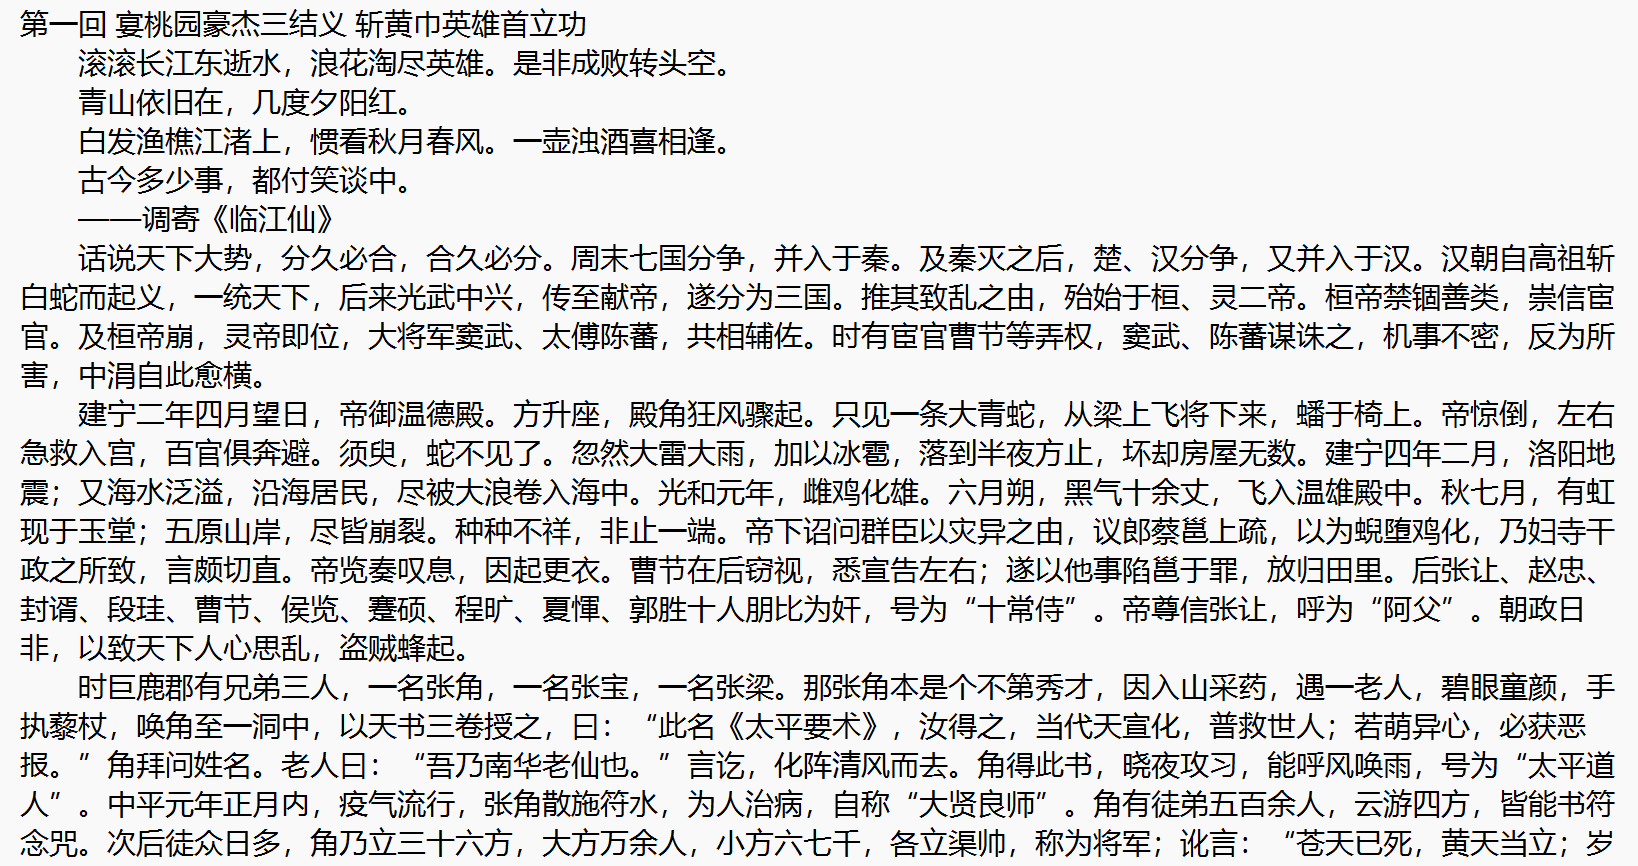 第一回 宴桃园豪杰三结义 斩黄巾英雄首立功
滚滚长江东逝水，浪花淘尽英雄。是非成败转头空。
青山依旧在，几度夕阳红。
白发渔樵江渚上，惯看秋月春风。一壶浊酒喜相逢。
古今多少事，都付笑谈中。
——调寄《临江仙》
话说天下大势，分久必合，合久必分。周末七国分争，并入于秦。及秦灭之后，楚、汉分争，又并入于汉。汉朝自高祖斩
白蛇而起义，一统天下，后来光武中兴，传至献帝，遂分为三国。推其致乱之由，殆始于桓、灵二帝。桓帝禁锢善类，崇信宦
官。及桓帝崩，灵帝即位，大将军窦武、太傅陈蕃，共相辅佐。时有宦官曹节等弄权，窦武、陈蕃谋诛之，机事不密，反为所
害，中涓自此愈横。
建宁二年四月望日，帝御温德殿。方升座，殿角狂风骤起。只见一条大青蛇，从梁上飞将下来，蟠于椅上。帝惊倒，左右
急救入宫，百官俱奔避。须臾，蛇不见了。忽然大雷大雨，加以冰雹，落到半夜方止，坏却房屋无数。建宁四年二月，洛阳地
震；又海水泛溢，沿海居民，尽被大浪卷入海中。光和元年，雌鸡化雄。六月朔，黑气十余丈，飞入温雄殿中。秋七月，有虹
现于玉堂；五原山岸，尽皆崩裂。种种不祥，非止一端。帝下诏问群臣以灾异之由，议郎蔡邕上疏，以为蜺堕鸡化，乃妇寺干
政之所致，言颇切直。帝览奏叹息，因起更衣。曹节在后窃视，悉宣告左右；遂以他事陷邕于罪，放归田里。后张让、赵忠、
封谞、段珪、曹节、侯览、蹇硕、程旷、夏恽、郭胜十人朋比为奸，号为“十常侍”。帝尊信张让，呼为“阿父”。朝政日
非，以致天下人心思乱，盗贼蜂起。
时巨鹿郡有兄弟三人，一名张角，一名张宝，一名张梁。那张角本是个不第秀才，因入山采药，遇一老人，碧眼童颜，手
执藜杖，唤角至一洞中，以天书三卷授之，曰：“此名《太平要术》，汝得之，当代天宣化，普救世人；若萌异心，必获恶
报。”角拜问姓名。老人曰：“吾乃南华老仙也。”言讫，化阵清风而去。角得此书，晓夜攻习，能呼风唤雨，号为“太平道
人”。中平元年正月内，疫气流行，张角散施符水，为人治病，自称“大贤良师”。角有徒弟五百余人，云游四方，皆能书符
念咒。次后徒众日多，角乃立三十六方，大方万余人，小方六七千，各立渠帅，称为将军；讹言：“苍天已死，黄天当立；岁